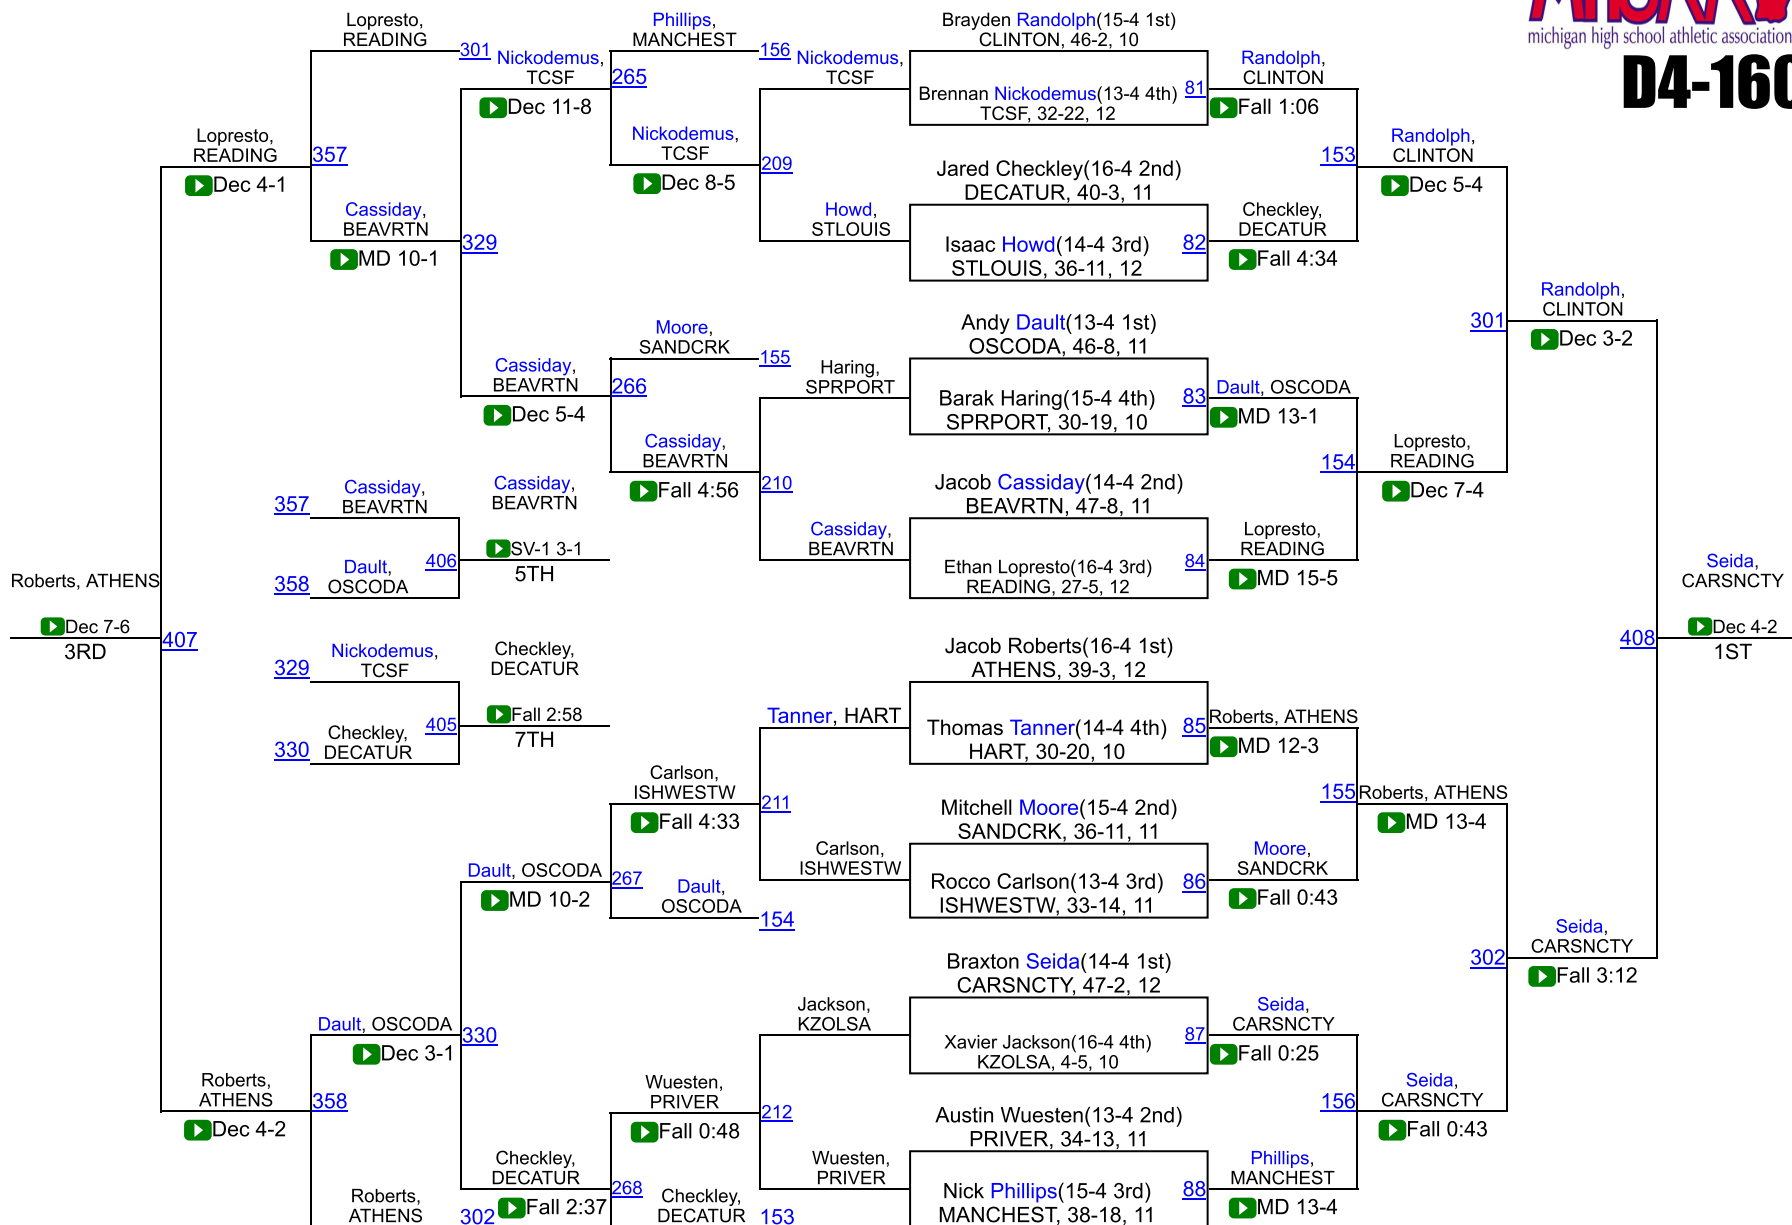 MHSAA
michigan high school athletic association
D4-160
Lopresto,
READING
301
Nickodemus,
TCSF
Dec 11-8
Phillips,
MANCHEST
156
265
Nickodemus,
TCSF
Dec 8-5
Nickodemus,
TCSF
209
Howd,
STLOUIS
Lopresto,
READING
Dec 4-1
357
Cassiday,
BEAVRTN
MD 10-1
329
Brayden Randolph(15-4 1st)
CLINTON, 46-2, 10
Brennan Nickodemus(13-4 4th)
TCSF, 32-22, 12
81
Randolph,
CLINTON
Fall 1:06
Jared Checkley(16-4 2nd)
DECATUR, 40-3, 11
Isaac Howd(14-4 3rd)
STLOUIS, 36-11, 12
82
Checkley,
DECATUR
Fall 4:34
153
Randolph,
CLINTON
Dec 5-4
Moore,
SANDCRK
155
Cassiday,
BEAVRTN
Dec 5-4
266
Cassiday,
BEAVRTN
Fall 4:56
Haring,
SPRPORT
210
Cassiday,
BEAVRTN
Andy Dault(13-4 1st)
OSCODA, 46-8, 11
Barak Haring(15-4 4th)
SPRPORT, 30-19, 10
83
Dault, OSCODA
MD 13-1
Jacob Cassiday(14-4 2nd)
BEAVRTN, 47-8, 11
Ethan Lopresto(16-4 3rd)
READING, 27-5, 12
84
Lopresto,
READING
MD 15-5
154
Lopresto,
READING
Dec 7-4
301
Randolph,
CLINTON
Dec 3-2
357
Cassiday,
BEAVRTN
358
Dault,
OSCODA
406
Cassiday,
BEAVRTN
SV-1 3-1
5TH
Roberts, ATHENS
Dec 7-6
3RD
407
329
Nickodemus,
TCSF
330
Checkley,
DECATUR
405
Checkley,
DECATUR
Fall 2:58
7TH
408
Seida,
CARSNCTY
Dec 4-2
1ST
Tanner, HART
211
Carlson,
ISHWESTW
Carlson,
ISHWESTW
Fall 4:33
Dault, OSCODA
MD 10-2
267
Dault,
OSCODA
154
Jacob Roberts(16-4 1st)
ATHENS, 39-3, 12
Thomas Tanner(14-4 4th)
HART, 30-20, 10
85
Roberts, ATHENS
MD 12-3
Mitchell Moore(15-4 2nd)
SANDCRK, 36-11, 11
Rocco Carlson(13-4 3rd)
ISHWESTW, 33-14, 11
86
Moore,
SANDCRK
Fall 0:43
155
Roberts, ATHENS
MD 13-4
302
Seida,
CARSNCTY
Fall 3:12
Dault, OSCODA
Dec 3-1
330
Roberts,
ATHENS
Dec 4-2
358
Roberts,
ATHENS
302
Checkley,
DECATUR
Fall 2:37
268
Checkley,
DECATUR
153
Wuesten,
PRIVER
Fall 0:48
Jackson,
KZOLSA
212
Wuesten,
PRIVER
Braxton Seida(14-4 1st)
CARSNCTY, 47-2, 12
Xavier Jackson(16-4 4th)
KZOLSA, 4-5, 10
87
Seida,
CARSNCTY
Fall 0:25
Austin Wuesten(13-4 2nd)
PRIVER, 34-13, 11
Nick Phillips(15-4 3rd)
MANCHEST, 38-18, 11
88
Phillips,
MANCHEST
MD 13-4
156
Seida,
CARSNCTY
Fall 0:43